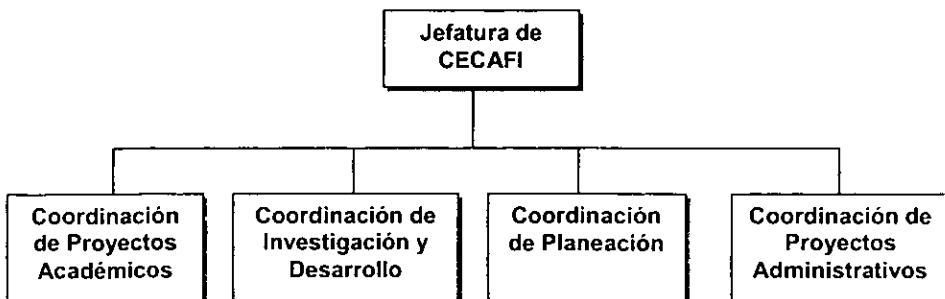 Jefatura de
CECAFI
Coordinación
de Proyectos
Académicos
Coordinación de
Investigación y
Desarrollo
Coordinación
de Planeación
Coordinación de
Proyectos
Administrativos